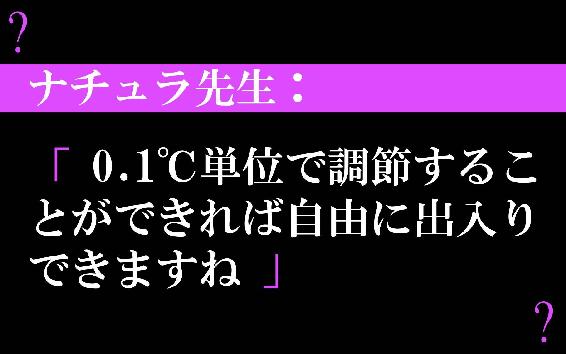 ?
ナチュラ先生：
「 0.1℃単位で調節するこ
とができれば自由に出入り
できますね 」
?